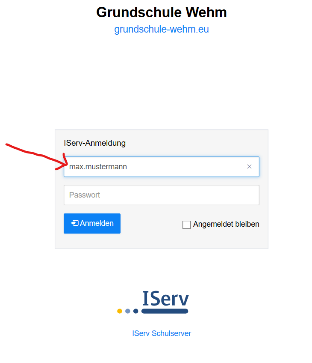 Grundschule Wehm
grundschule-wehm.eu
IServ-Anmeldung
max.mustermann ×
Passwort
Anmelden
Angemeldet bleiben
IServ
IServ Schulserver